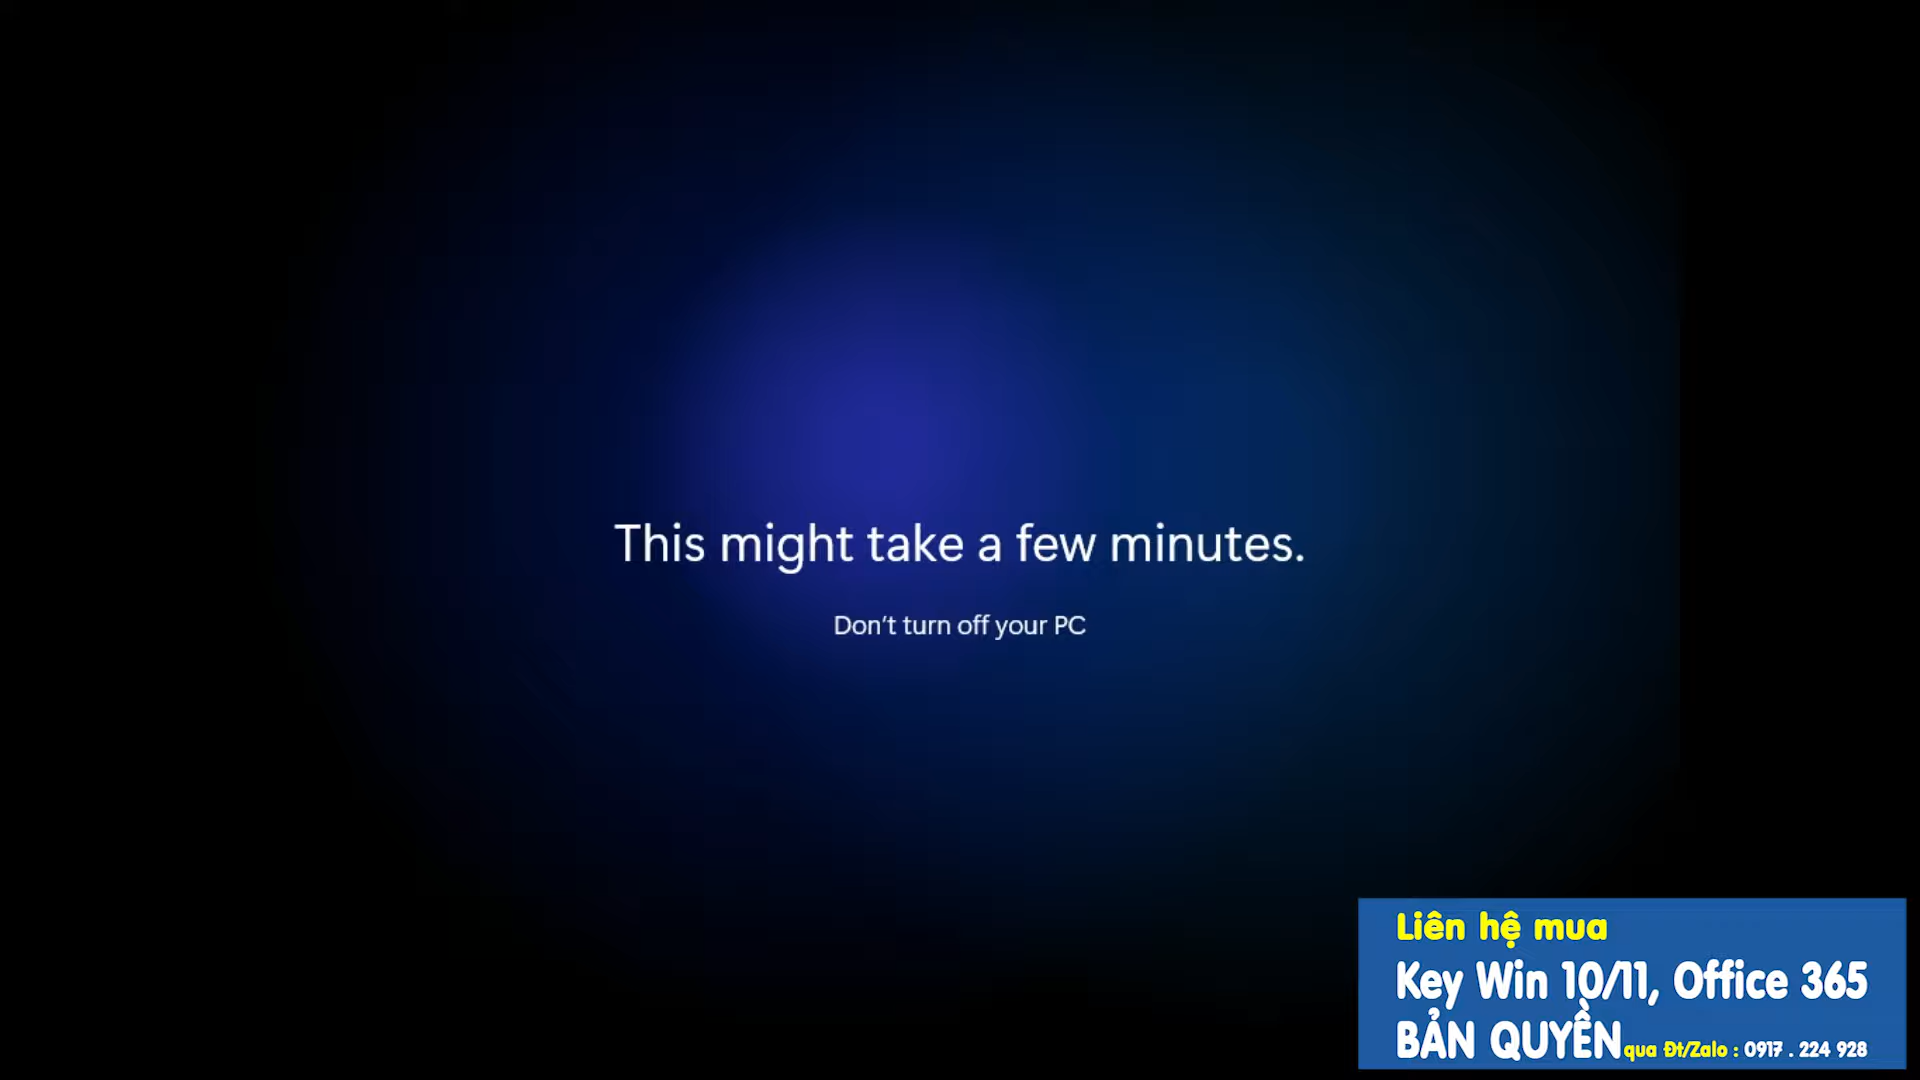 This might take a few minutes.
Don't turn off your PC
Liên hệ mua
Key Win 10/11, Office 365
BẢN QUYỀN qua Đt/Zalo : 0917 . 224 928